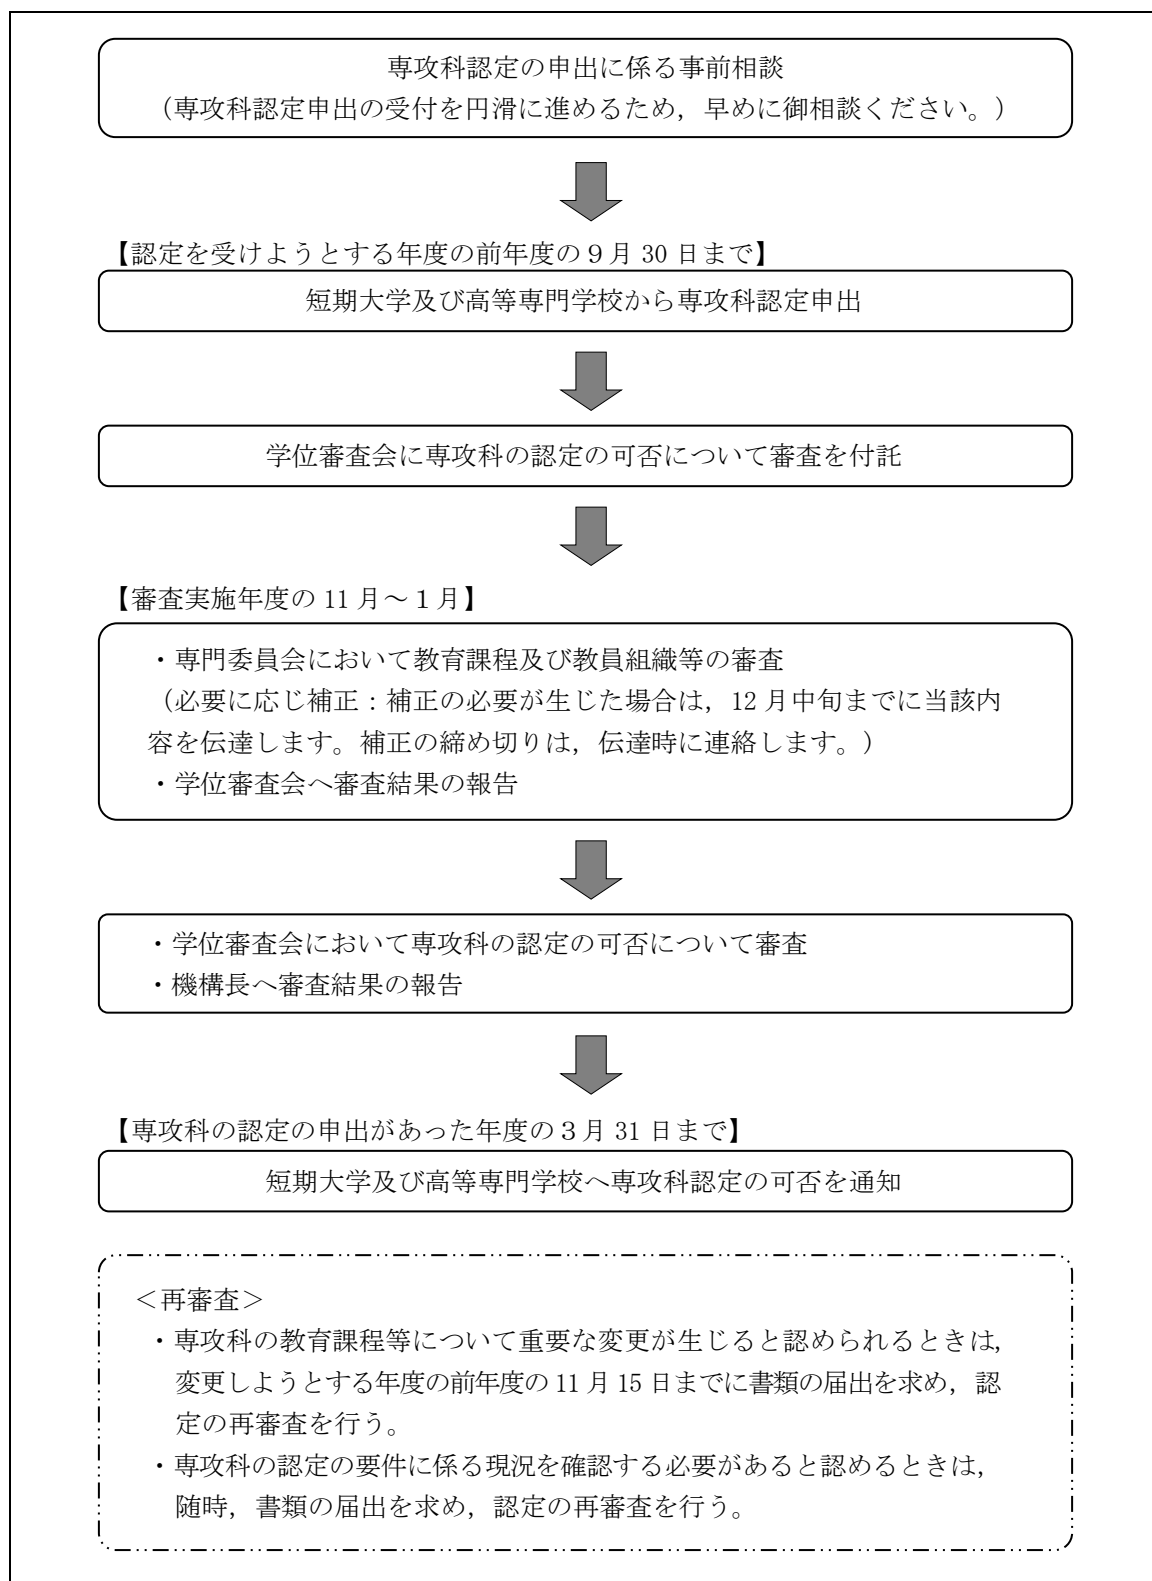 専攻科認定の申出に係る事前相談
（専攻科認定申出の受付を円滑に進めるため，早めに御相談ください。）
【認定を受けようとする年度の前年度の９月 30 日まで】
短期大学及び高等専門学校から専攻科認定申出
学位審査会に専攻科の認定の可否について審査を付託
【審査実施年度の 11 月～１月】
・専門委員会において教育課程及び教員組織等の審査
（必要に応じ補正：補正の必要が生じた場合は，12 月中旬までに当該内
容を伝達します。補正の締め切りは，伝達時に連絡します。）
・学位審査会へ審査結果の報告
・学位審査会において専攻科の認定の可否について審査
・機構長へ審査結果の報告
【専攻科の認定の申出があった年度の３月 31 日まで】
短期大学及び高等専門学校へ専攻科認定の可否を通知
＜再審査＞
・専攻科の教育課程等について重要な変更が生じると認められるときは，
変更しようとする年度の前年度の 11 月 15 日までに書類の届出を求め，認
定の再審査を行う。
・専攻科の認定の要件に係る現況を確認する必要があると認めるときは，
随時，書類の届出を求め，認定の再審査を行う。